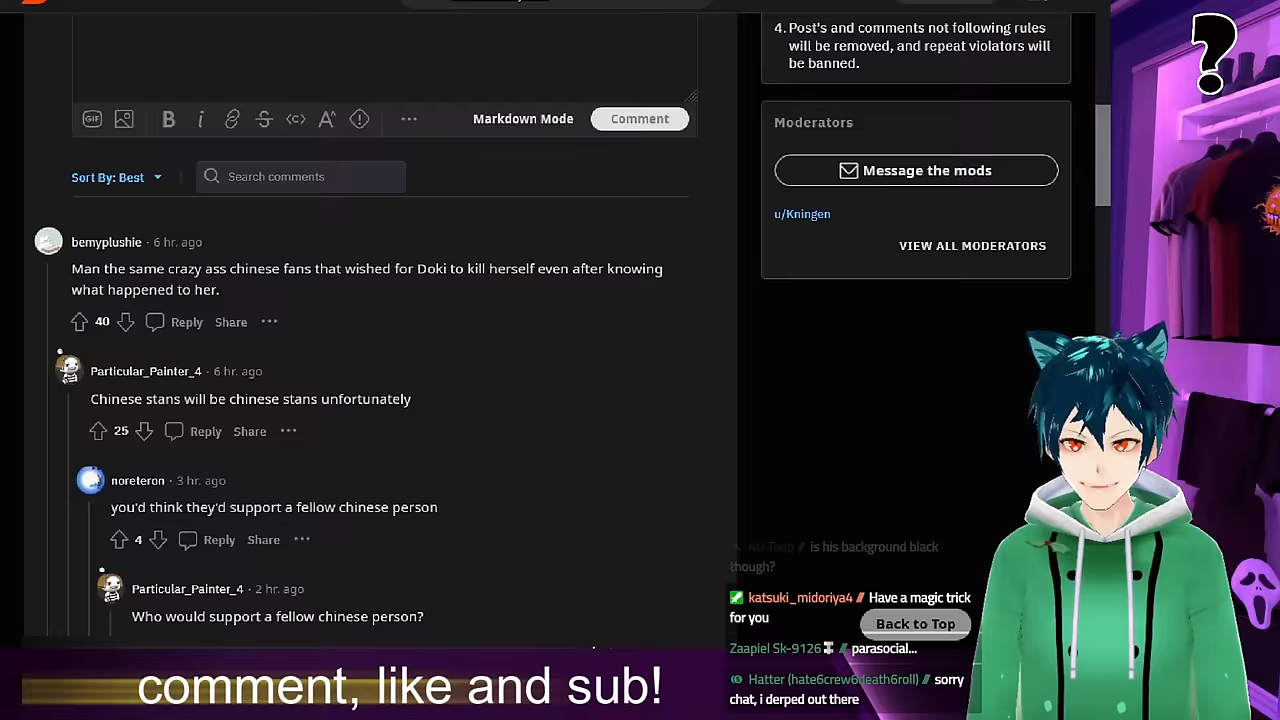 4. Post's and comments not following rules
will be removed, and repeat violators will
be banned.
GIF
B i
Markdown Mode
Comment
Moderators
Message the mods
u/Kningen
VIEW ALL MODERATORS
Sort By: Best
Search comments
bemyplushie · 6 hr. ago
Man the same crazy ass chinese fans that wished for Doki to kill herself even after knowing
what happened to her.
40 Reply Share ...
Particular_Painter_4 · 6 hr. ago
Chinese stans will be chinese stans unfortunately
25 Reply Share ...
noreteron · 3 hr. ago
you'd think they'd support a fellow chinese person
4 Reply Share ...
Particular_Painter_4 · 2 hr. ago
Who would support a fellow chinese person?
// is his background black
though?
katsuki_midoriya4 // Have a magic trick
for you
Back to Top
Zaapiel Sk-9126 // parasocial...
Hatter (hate6crew6death6roll) // sorry
chat, i derped out there
comment, like and sub!
?